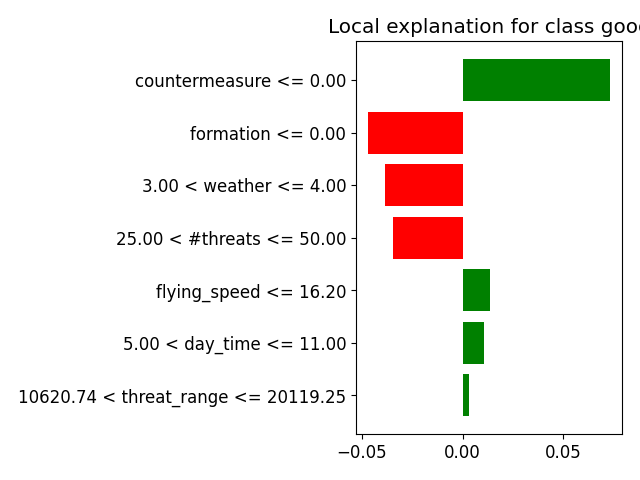 Local explanation for class good
countermeasure <= 0.00
formation <= 0.00
3.00 < weather <= 4.00
25.00 < #threats <= 50.00
flying_speed <= 16.20
5.00 < day_time <= 11.00
10620.74 < threat_range <= 20119.25
−0.05 0.00 0.05